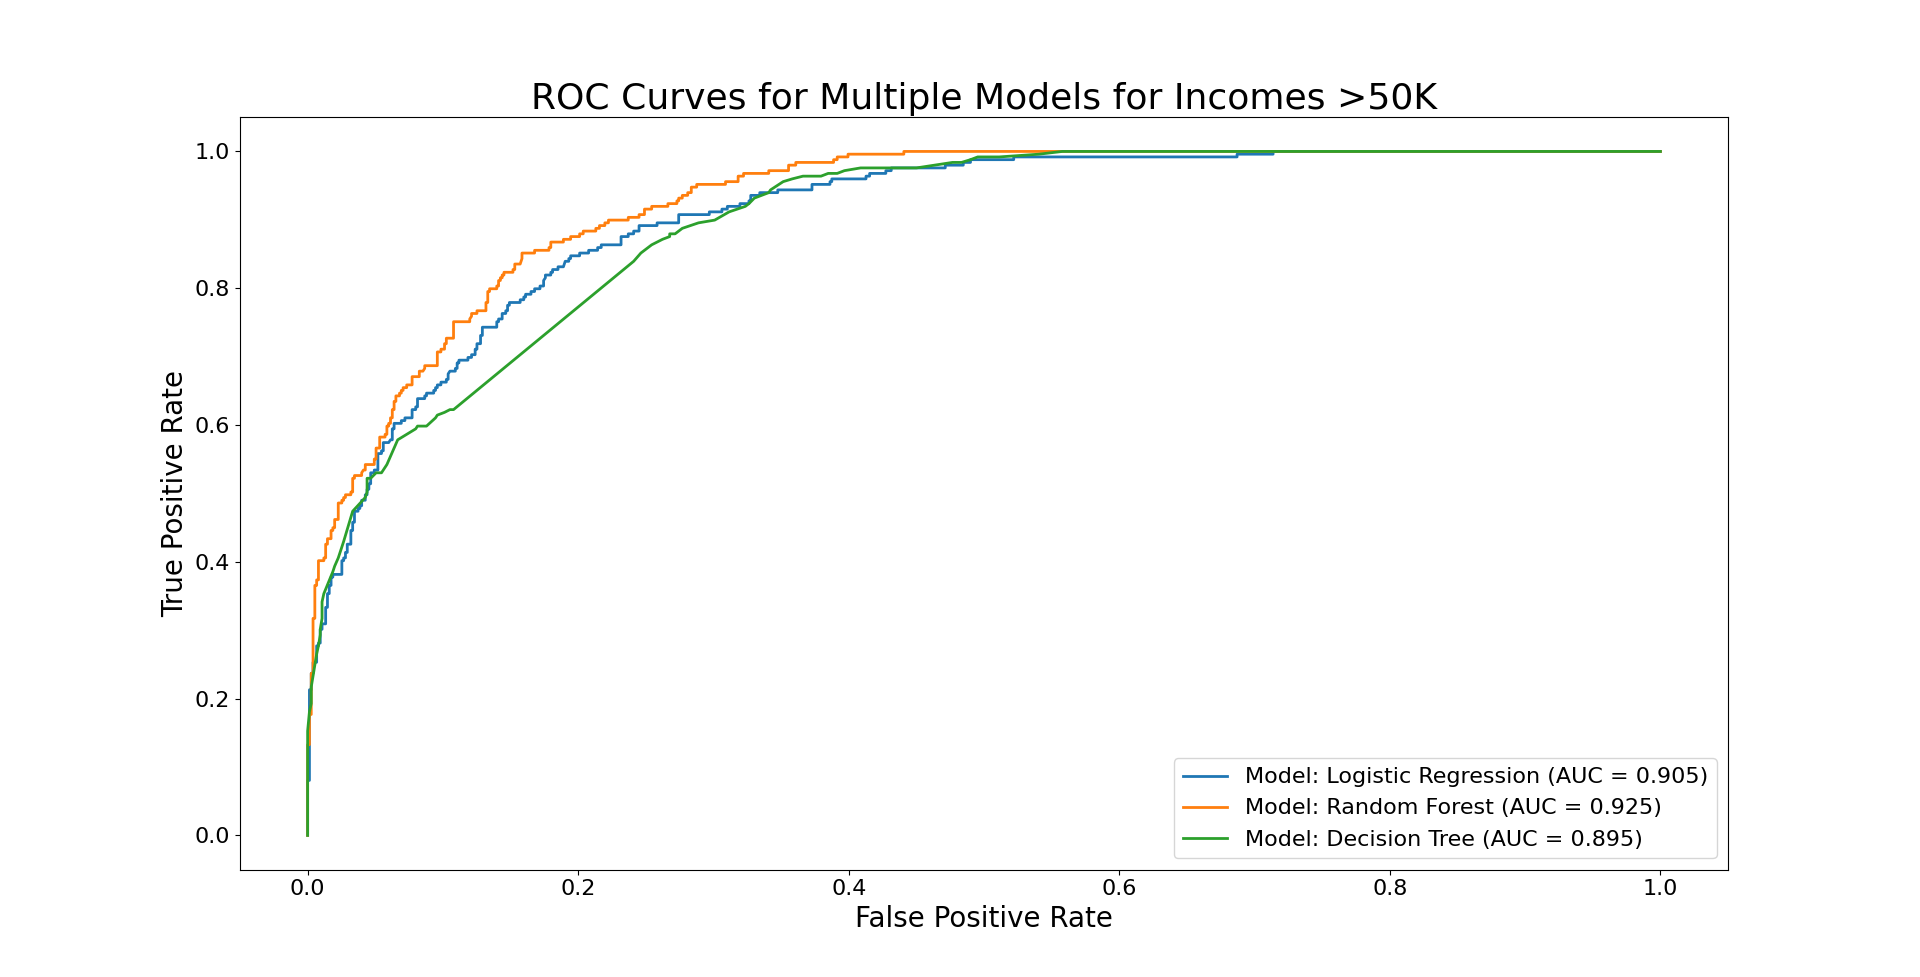 ROC Curves for Multiple Models for Incomes >50K
True Positive Rate
1.0
0.8
0.6
0.4
0.2
0.0
Model: Logistic Regression (AUC = 0.905)
Model: Random Forest (AUC = 0.925)
Model: Decision Tree (AUC = 0.895)
0.0 0.2 0.4 0.6 0.8 1.0
False Positive Rate